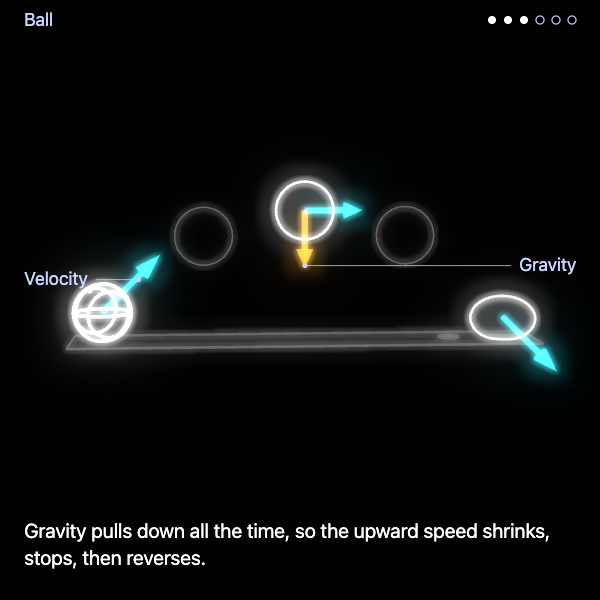 Ball
Velocity
Gravity
Gravity pulls down all the time, so the upward speed shrinks,
stops, then reverses.